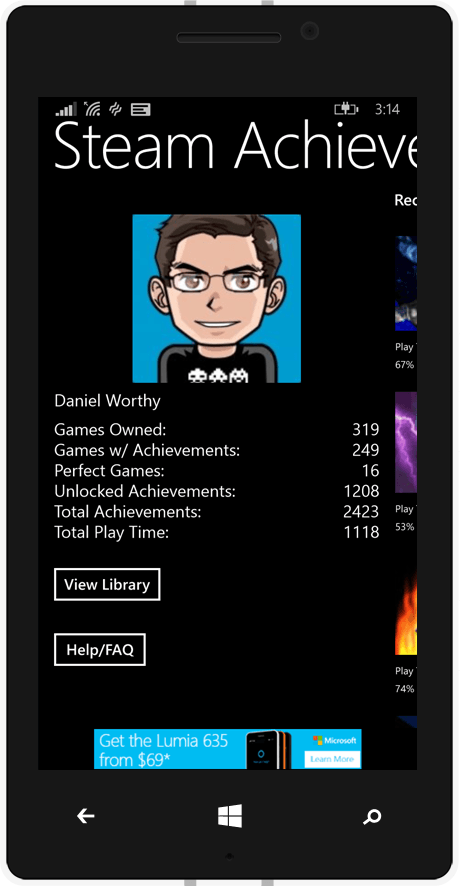 3:14
Steam Achieve
Rec
Daniel Worthy
Games Owned: 319
Games w/ Achievements: 249
Perfect Games: 16
Unlocked Achievements: 1208
Total Achievements: 2423
Total Play Time: 1118
View Library
Help/FAQ
Play T
67%
Play T
53%
Play T
74%
Get the Lumia 635
from $69*
Microsoft
Learn More